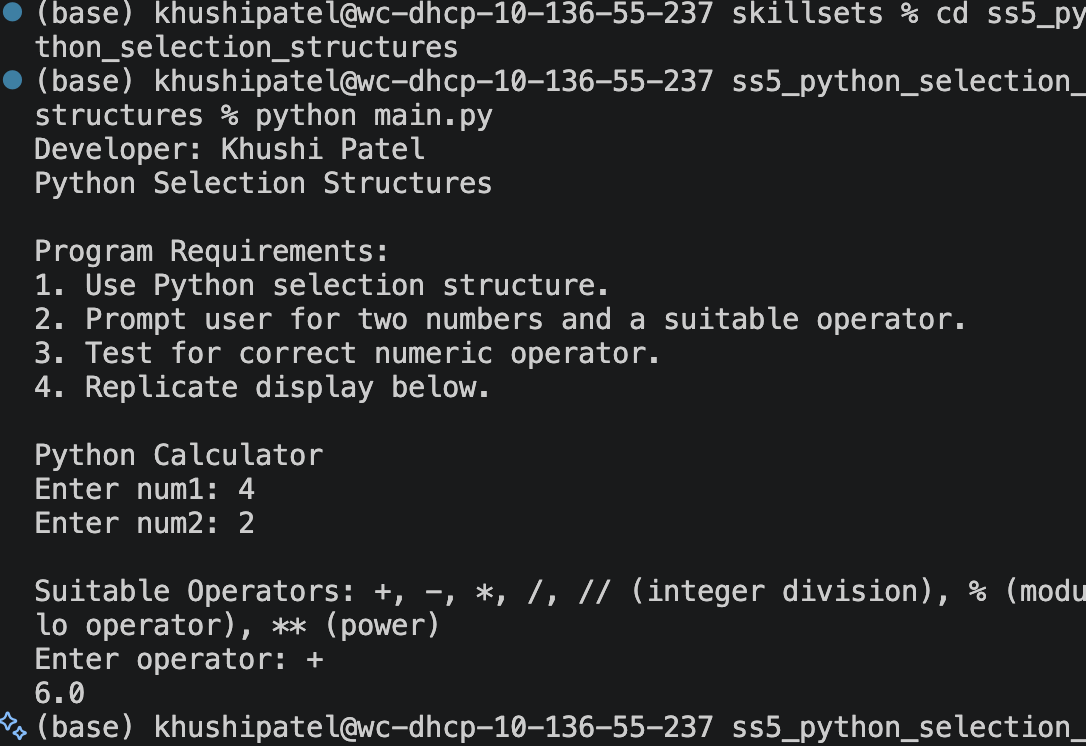 (base) khushipatel@wc-dhcp-10-136-55-237 skillsets % cd ss5_py
thon_selection_structures
(base) khushipatel@wc-dhcp-10-136-55-237 ss5_python_selection_
structures % python main.py
Developer: Khushi Patel
Python Selection Structures
Program Requirements:
1. Use Python selection structure.
2. Prompt user for two numbers and a suitable operator.
3. Test for correct numeric operator.
4. Replicate display below.
Python Calculator
Enter num1: 4
Enter num2: 2
Suitable Operators: +, -, *, /, // (integer division), % (modu
lo operator), ** (power)
Enter operator: +
6.0
(base) khushipatel@wc-dhcp-10-136-55-237 ss5_python_selection_